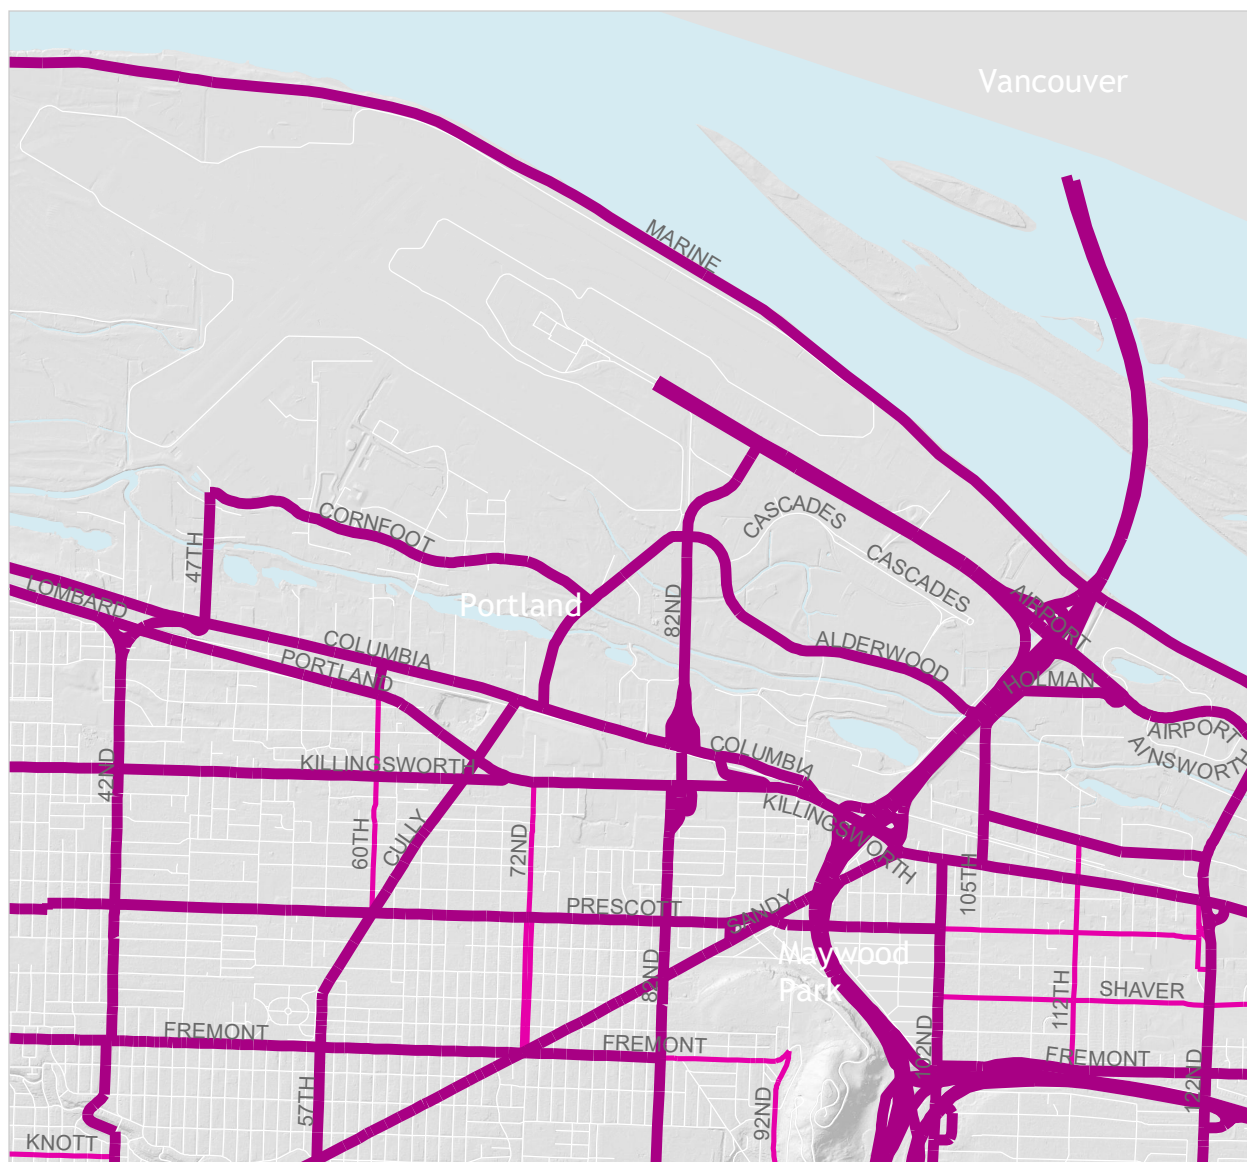 Vancouver
MARINE
CASCADES
CORNFOOT
CASCADES
47TH
LOMBARD
Portland
82ND
AIRPORT
COLUMBIA
PORTLAND
ALDERWOOD
HOLMAN
AIRPORT
AINSWORTH
COLUMBIA
KILLINGSWORTH
42ND
KILLINGSWORTH
60TH
CULLY
72ND
105TH
PRESCOTT
SANDY
Maywood
Park
82ND
SHAVER
112TH
FREMONT
FREMONT
102ND
FREMONT
122ND
57TH
92ND
KNOTT